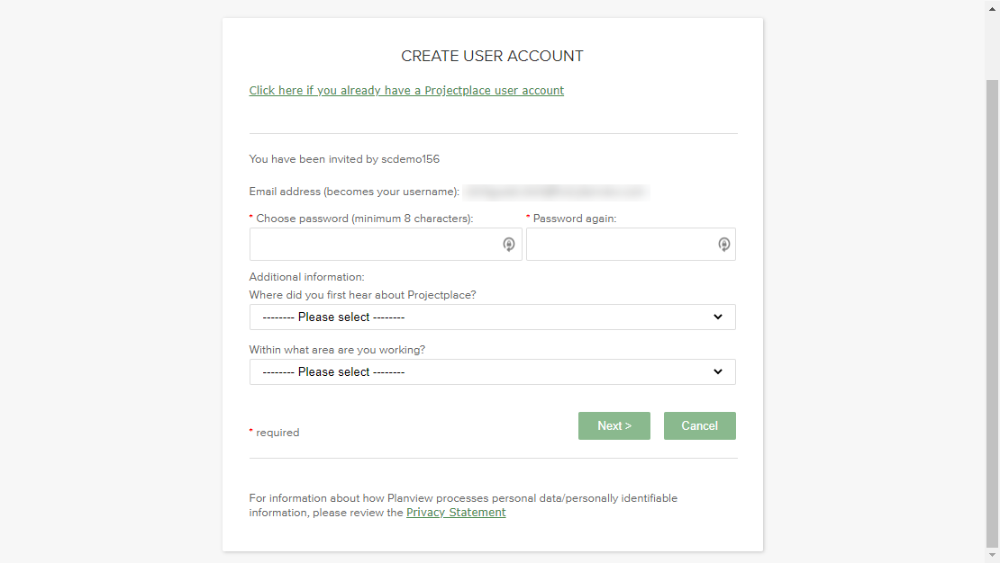 CREATE USER ACCOUNT
Click here if you already have a Projectplace user account
You have been invited by scdemo156
Email address (becomes your username):
* Choose password (minimum 8 characters): * Password again:
Additional information:
Where did you first hear about Projectplace?
-------- Please select --------
Within what area are you working?
-------- Please select --------
Next > Cancel
* required
For information about how Planview processes personal data/personally identifiable
information, please review the Privacy Statement